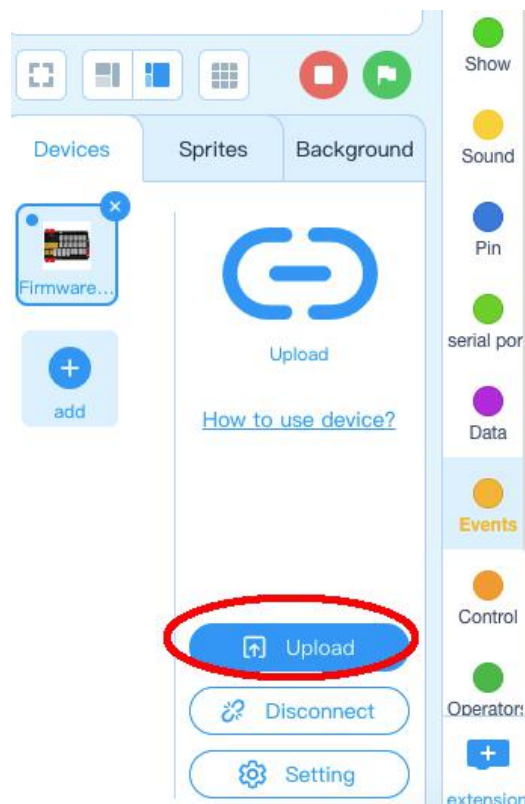 Devices
Sprites
Background
Firmware...
add
Upload
How to use device?
Upload
Disconnect
Setting
Show
Sound
Pin
serial por
Data
Events
Control
Operators
extension